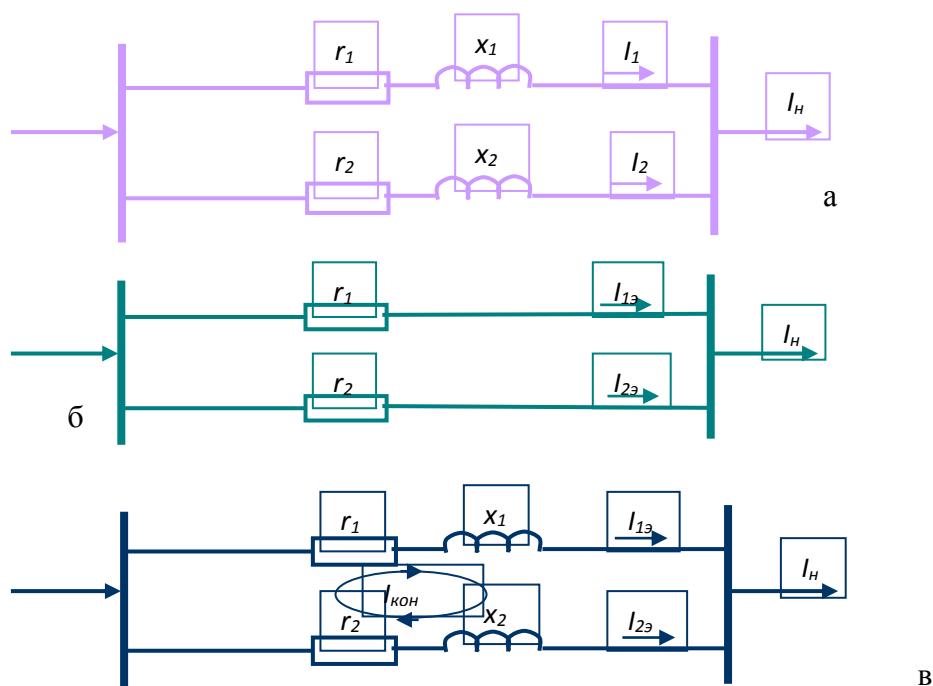 r₁ x₁ I₁
Iн
r₂ x₂ I₂
а
r₁ I₁э
Iн
r₂ I₂э
б
r₁ x₁ I₁э
Iн
Iкон
r₂ x₂ I₂э
в